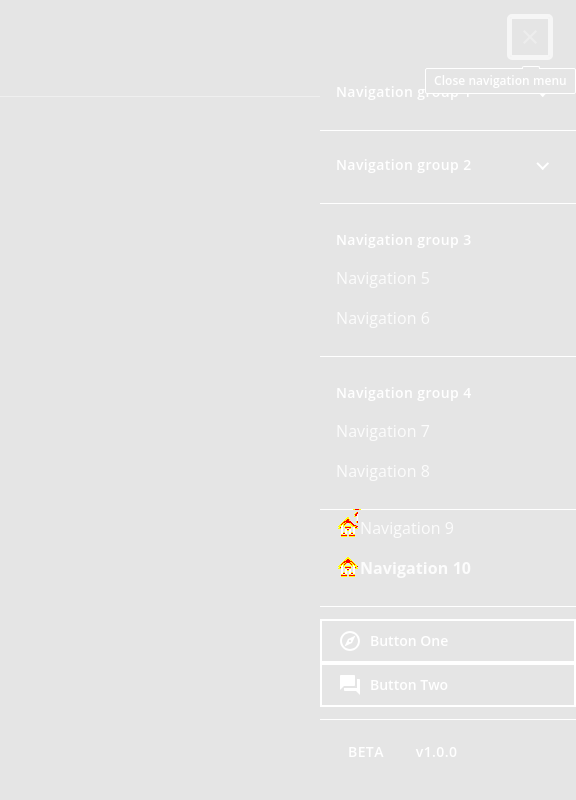 Close navigation menu
Navigation group 1
Navigation group 2
Navigation group 3
Navigation 5
Navigation 6
Navigation group 4
Navigation 7
Navigation 8
Navigation 9
Navigation 10
Button One
Button Two
BETA v1.0.0